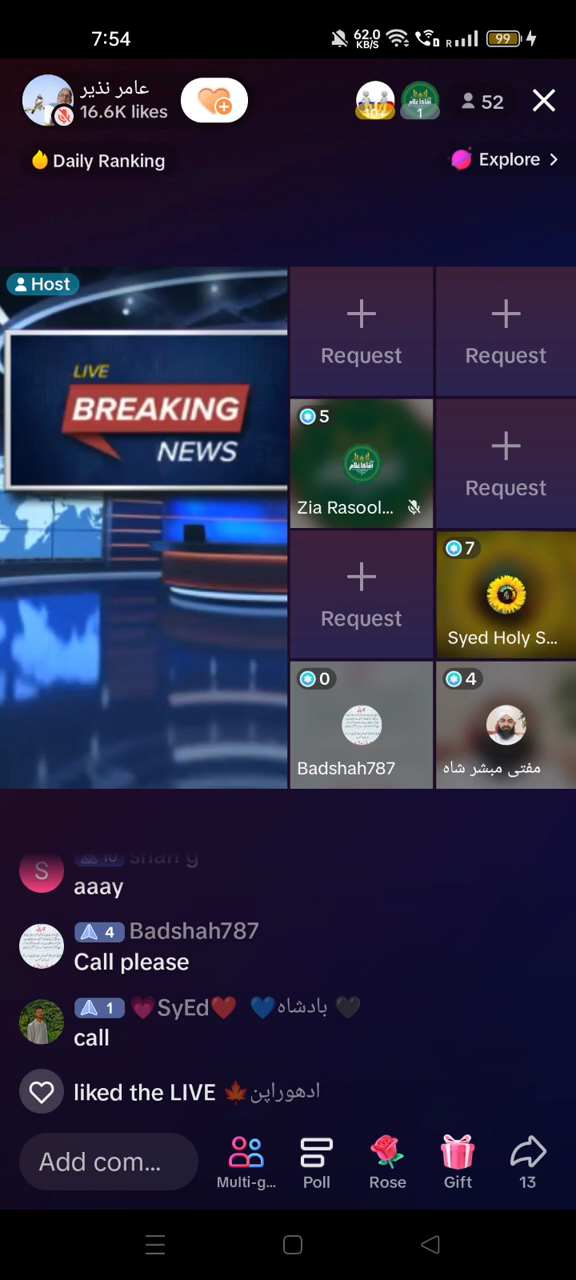 7:54
62.0
KB/S
R
99
عامر نذیر
16.6K likes
1
52
Daily Ranking
Explore
Host
LIVE
BREAKING
NEWS
Request
Request
5
Zia Rasool...
Request
Request
7
Syed Holy S...
0
Badshah787
4
مفتی مبشر شاہ
S
aaay
4 Badshah787
Call please
1 💗SyEd❤️ 💙بادشاہ🖤
call
liked the LIVE 🍁ادھوراپن
Add com...
Multi-g...
Poll
Rose
Gift
13